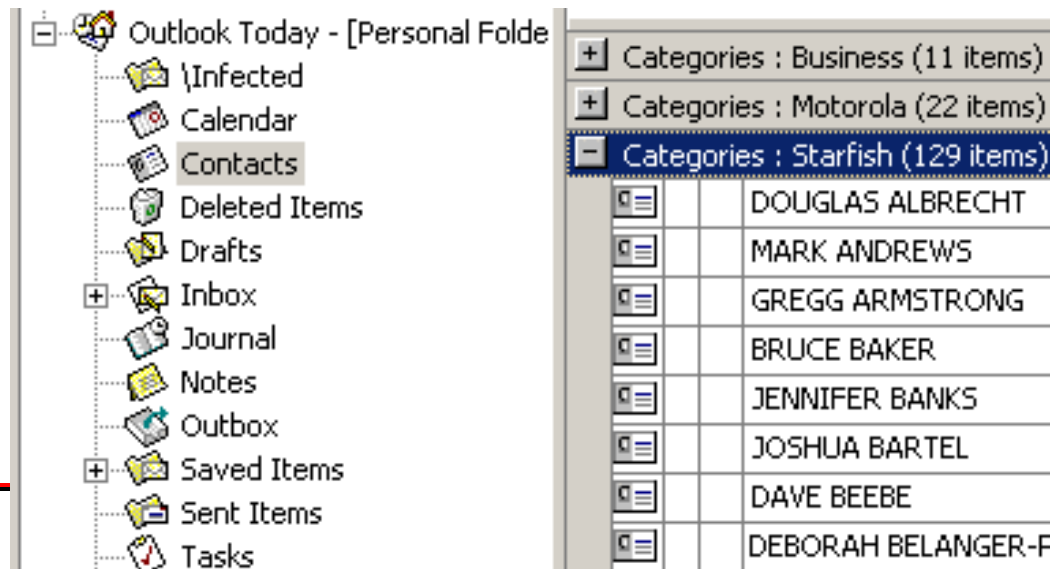 Outlook Today - [Personal Folde
\Infected
Calendar
Contacts
Deleted Items
Drafts
Inbox
Journal
Notes
Outbox
Saved Items
Sent Items
Tasks
Categories : Business (11 items)
Categories : Motorola (22 items)
Categories : Starfish (129 items)
DOUGLAS ALBRECHT
MARK ANDREWS
GREGG ARMSTRONG
BRUCE BAKER
JENNIFER BANKS
JOSHUA BARTEL
DAVE BEEBE
DEBORAH BELANGER-